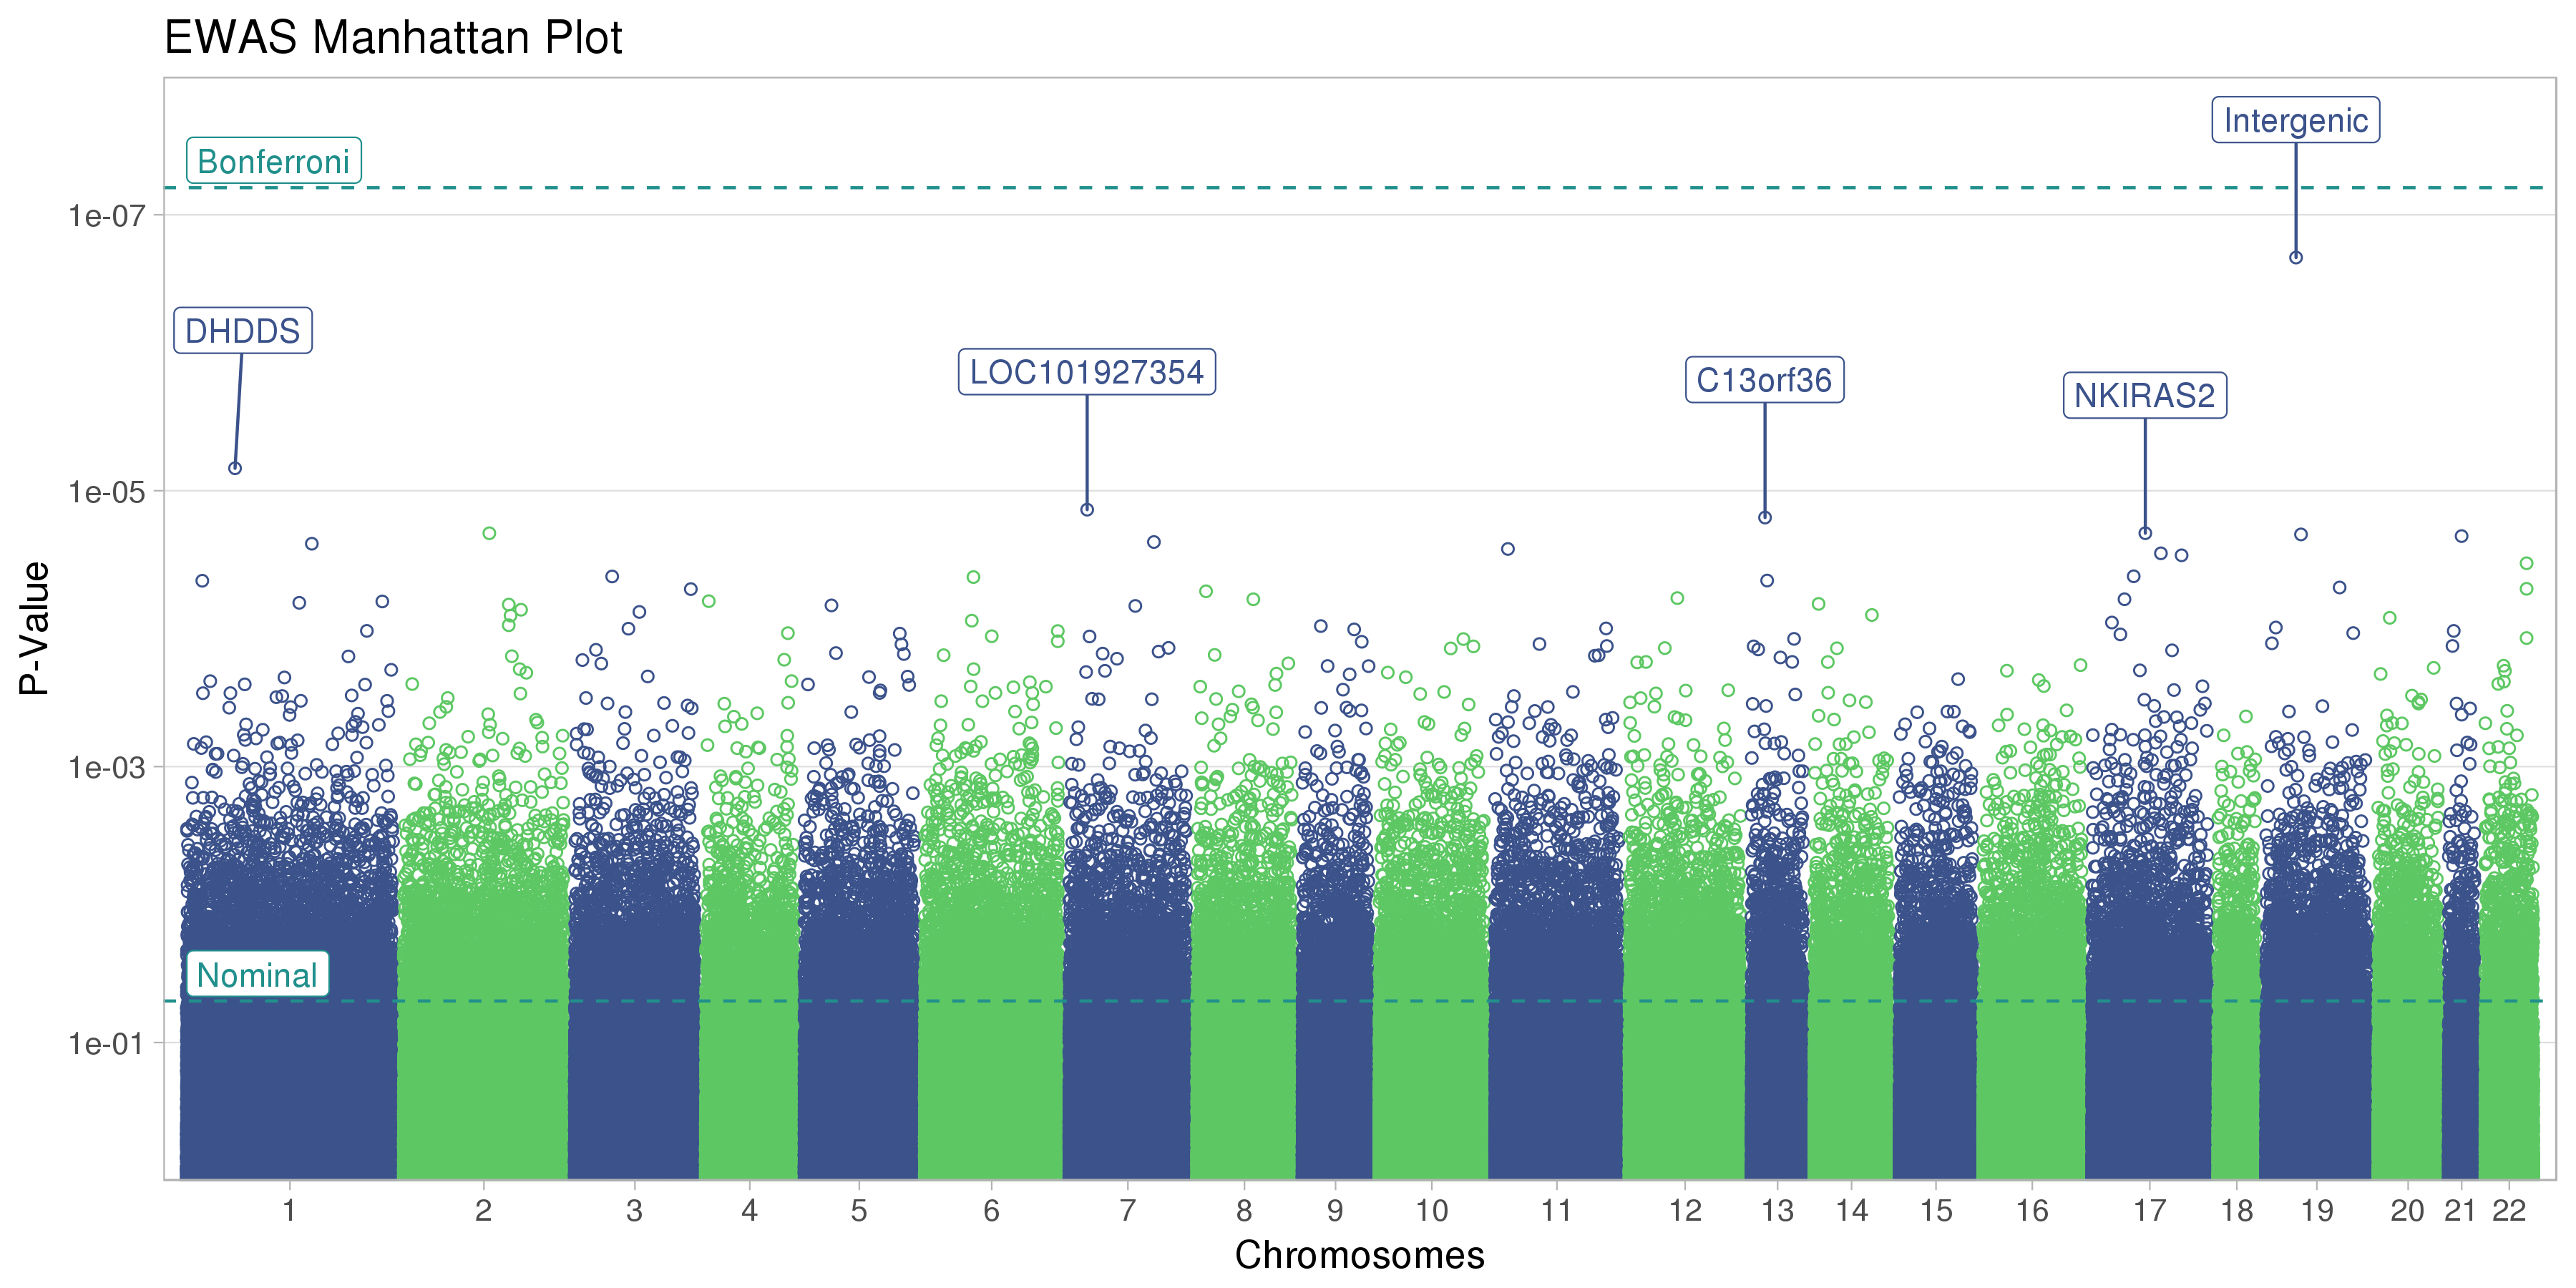 EWAS Manhattan Plot
Intergenic
Bonferroni
1e-07
DHDDS
LOC101927354
C13orf36
NKIRAS2
1e-05
P-Value
1e-03
Nominal
1e-01
1 2 3 4 5 6 7 8 9 10 11 12 13 14 15 16 17 18 19 20 21 22
Chromosomes